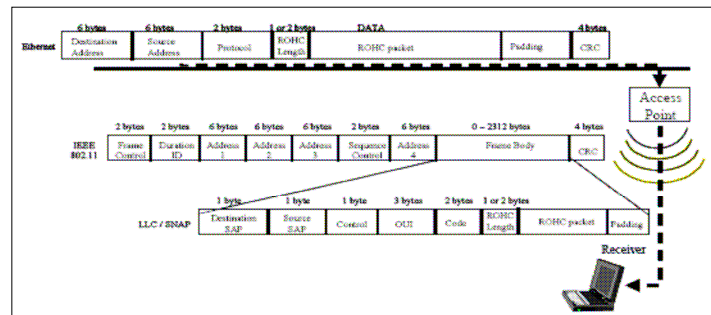 6 bytes 6 bytes 2 bytes 1 or 2 bytes DATA 4 bytes
Ethernet Destination Address Source Address Protocol ROHC Length ROHC packet Padding CRC
Access Point
2 bytes 2 bytes 6 bytes 6 bytes 6 bytes 2 bytes 6 bytes 0 – 2312 bytes 4 bytes
IEEE 802.11 Frame Control Duration ID Address 1 Address 2 Address 3 Sequence Control Address 4 Frame Body CRC
1 byte 1 byte 1 byte 3 bytes 2 bytes 1 or 2 bytes
LLC / SNAP Destination SAP Source SAP Control OUI Code ROHC Length ROHC packet Padding
Receiver